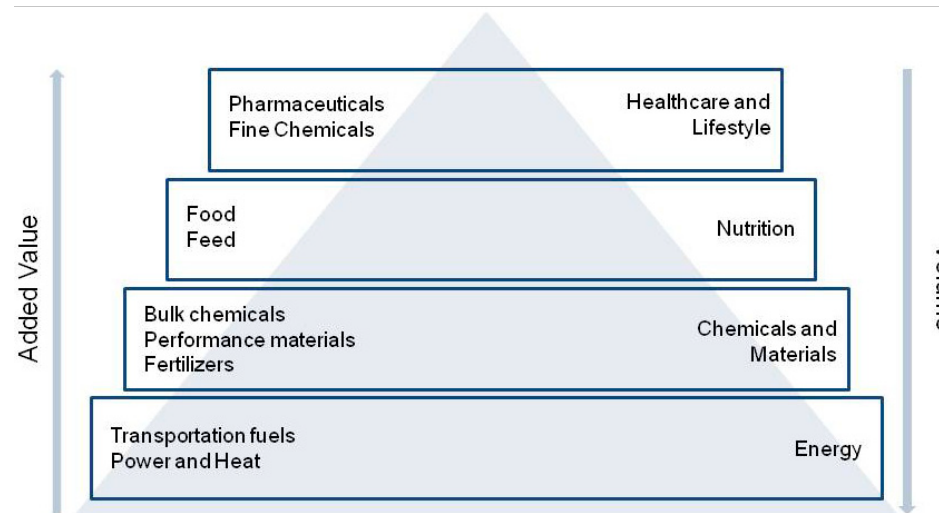 Pharmaceuticals
Fine Chemicals
Healthcare and
Lifestyle
Food
Feed
Nutrition
Bulk chemicals
Performance materials
Fertilizers
Chemicals and
Materials
Transportation fuels
Power and Heat
Energy
Added Value